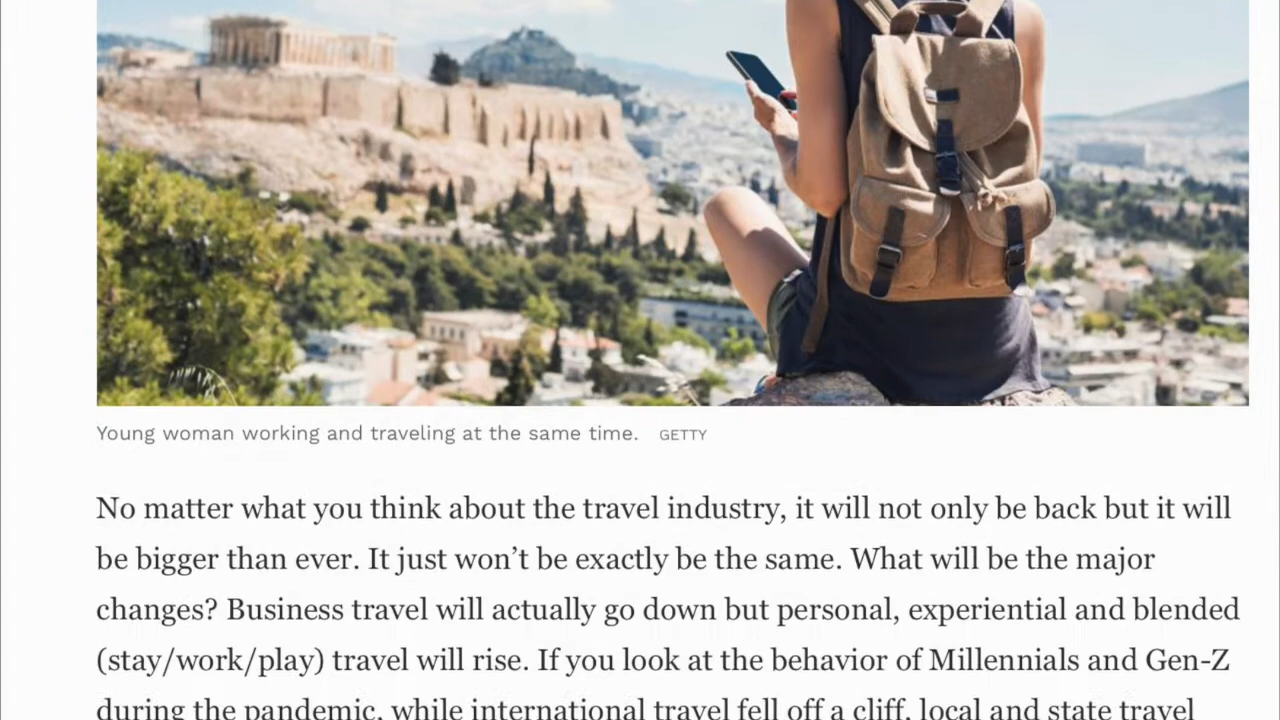 Young woman working and traveling at the same time. GETTY
No matter what you think about the travel industry, it will not only be back but it will
be bigger than ever. It just won’t be exactly be the same. What will be the major
changes? Business travel will actually go down but personal, experiential and blended
(stay/work/play) travel will rise. If you look at the behavior of Millennials and Gen-Z
during the pandemic, while international travel fell off a cliff, local and state travel